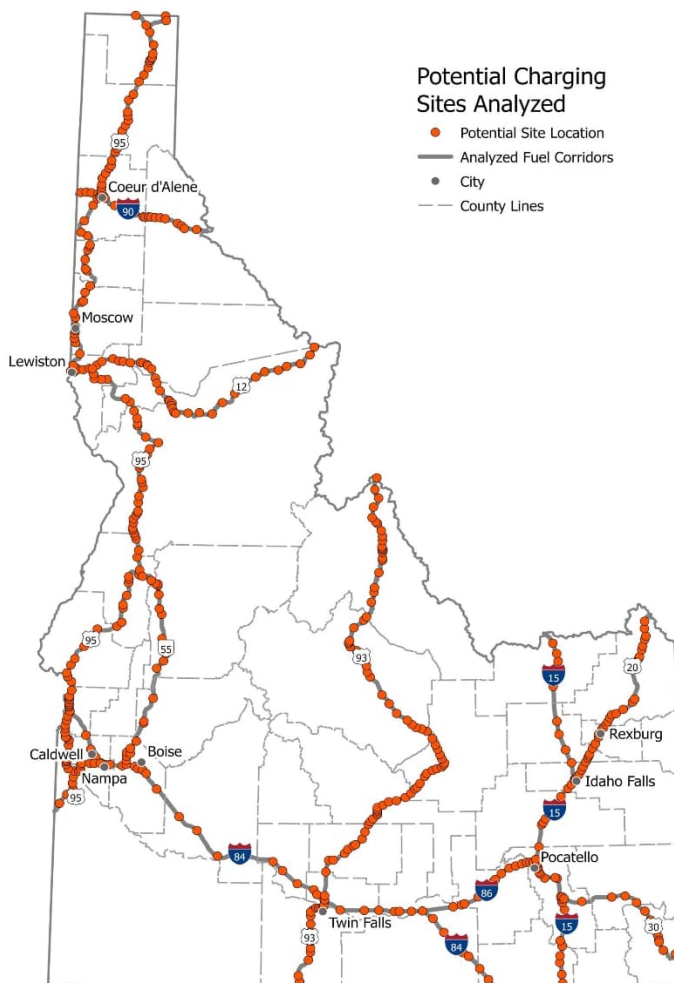 Potential Charging
Sites Analyzed
Potential Site Location
Analyzed Fuel Corridors
City
County Lines
95
Coeur d'Alene
90
Moscow
Lewiston
12
95
95
55
93
15
20
Rexburg
Caldwell
Boise
Nampa
95
Idaho Falls
15
84
Pocatello
86
Twin Falls
93
84
15
30